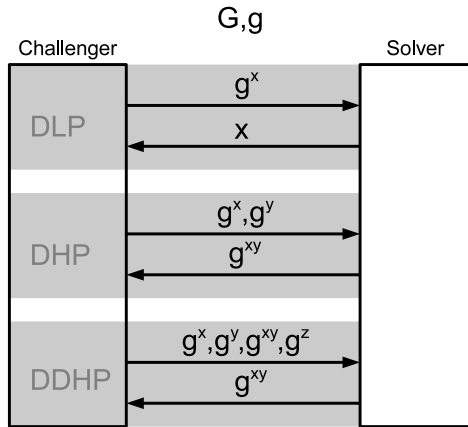 G,g
Challenger Solver
DLP
g^x
x
DHP
g^x,g^y
g^xy
DDHP
g^x,g^y,g^xy,g^z
g^xy